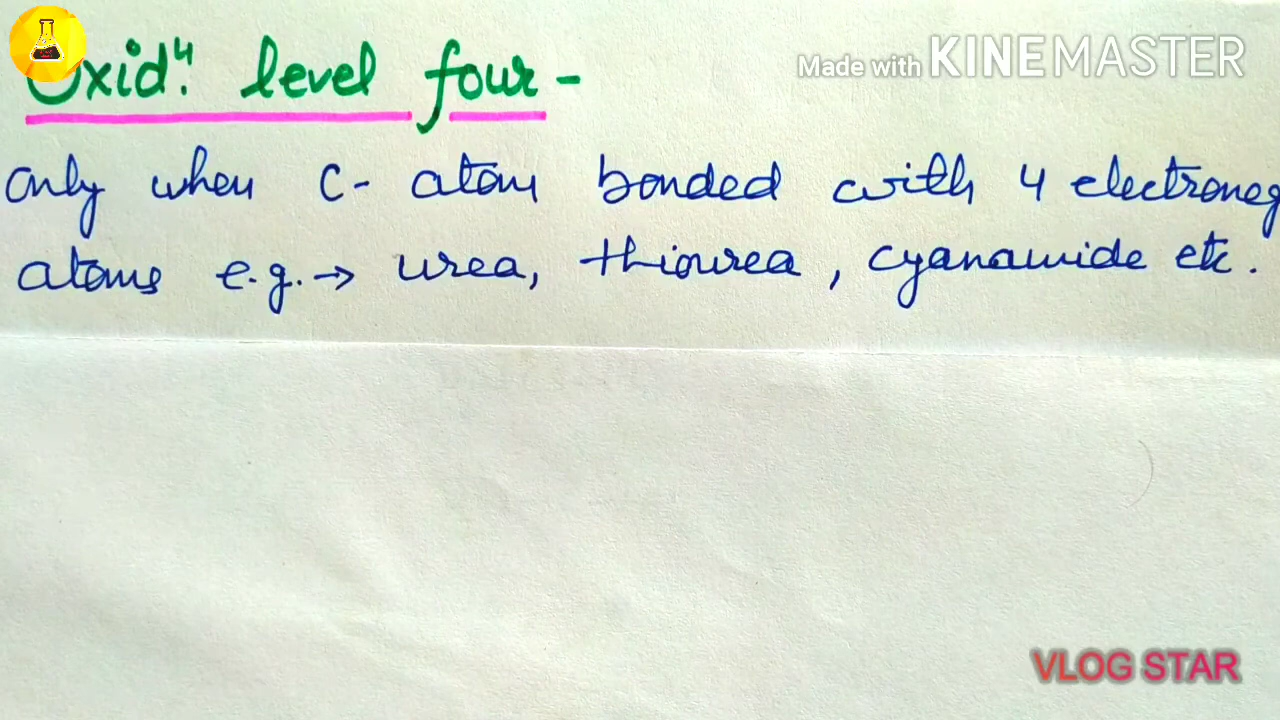 Oxidⁿ. level four -
Made with KINEMASTER
only when C- atom bonded with 4 electroneg
atoms e.g. → urea, thiourea, cyanamide etc.
VLOG STAR